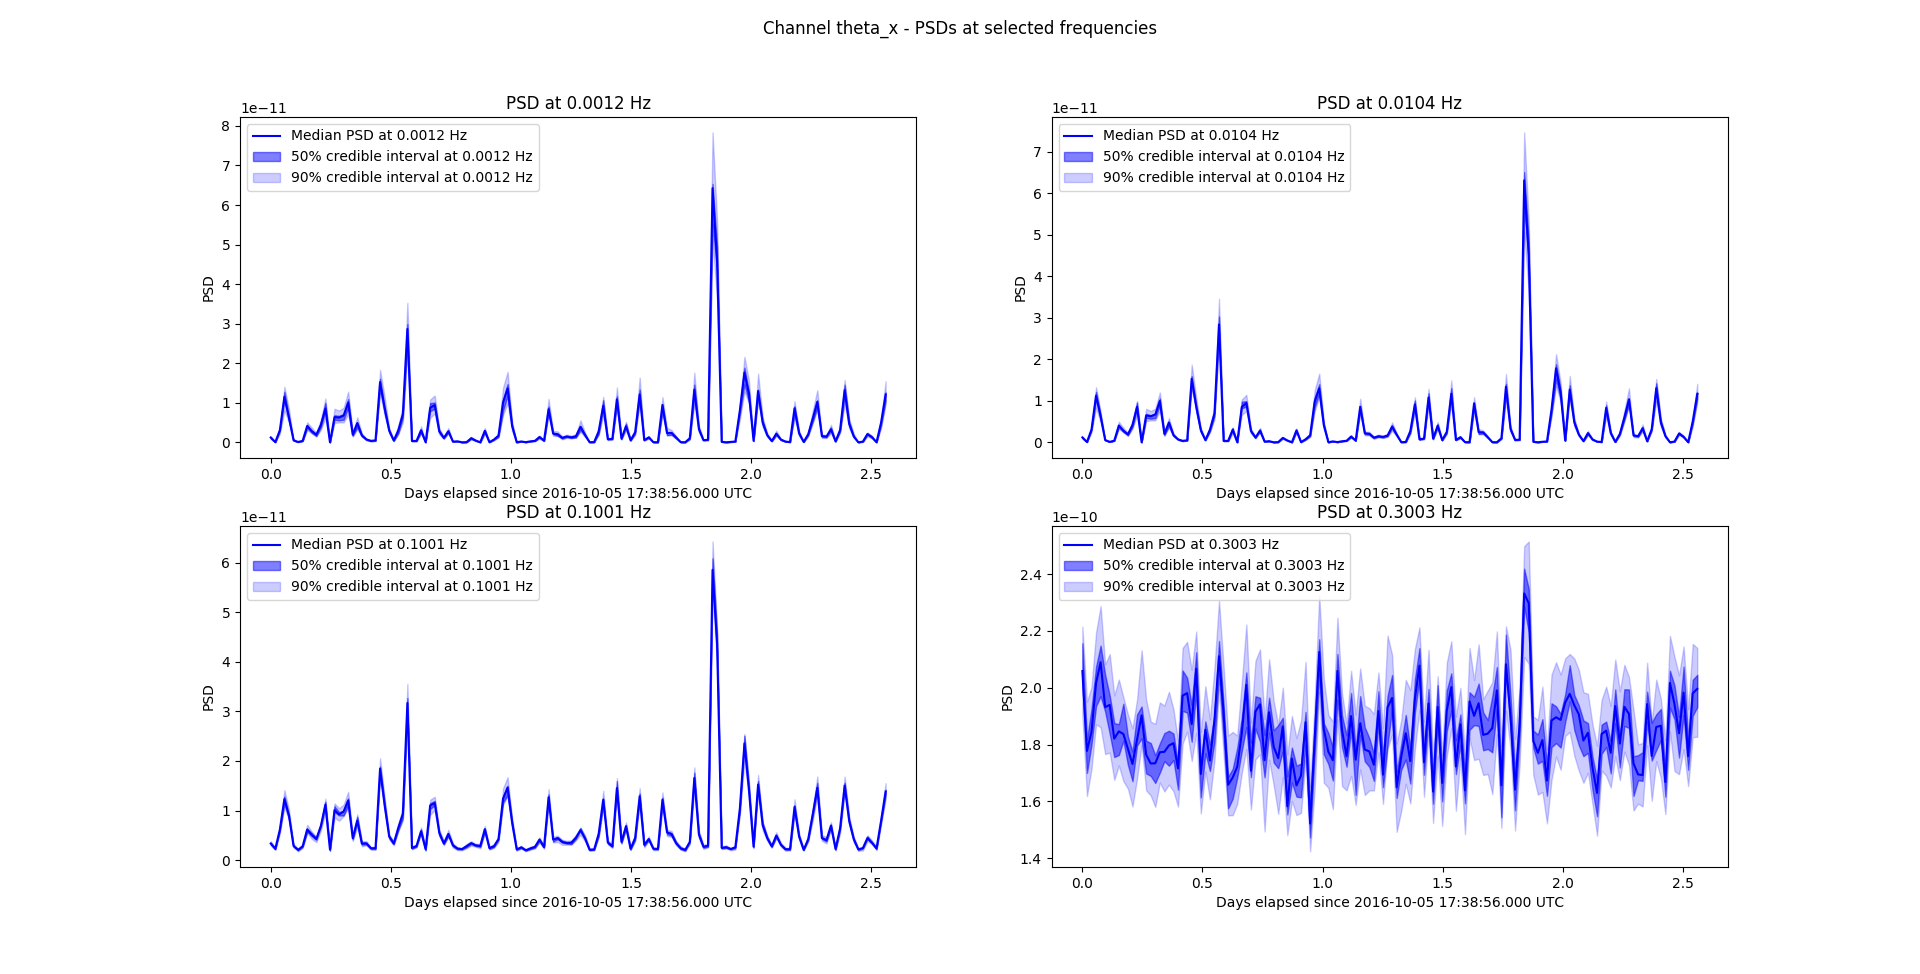 Channel theta_x - PSDs at selected frequencies
PSD at 0.0012 Hz
1e−11
Median PSD at 0.0012 Hz
50% credible interval at 0.0012 Hz
90% credible interval at 0.0012 Hz
8
7
6
5
4
3
2
1
0
PSD
0.0
0.5
1.0
1.5
2.0
2.5
Days elapsed since 2016-10-05 17:38:56.000 UTC
PSD at 0.0104 Hz
1e−11
Median PSD at 0.0104 Hz
50% credible interval at 0.0104 Hz
90% credible interval at 0.0104 Hz
7
6
5
4
3
2
1
0
PSD
0.0
0.5
1.0
1.5
2.0
2.5
Days elapsed since 2016-10-05 17:38:56.000 UTC
PSD at 0.1001 Hz
1e−11
Median PSD at 0.1001 Hz
50% credible interval at 0.1001 Hz
90% credible interval at 0.1001 Hz
6
5
4
3
2
1
0
PSD
0.0
0.5
1.0
1.5
2.0
2.5
Days elapsed since 2016-10-05 17:38:56.000 UTC
PSD at 0.3003 Hz
1e−10
Median PSD at 0.3003 Hz
50% credible interval at 0.3003 Hz
90% credible interval at 0.3003 Hz
2.4
2.2
2.0
1.8
1.6
1.4
PSD
0.0
0.5
1.0
1.5
2.0
2.5
Days elapsed since 2016-10-05 17:38:56.000 UTC